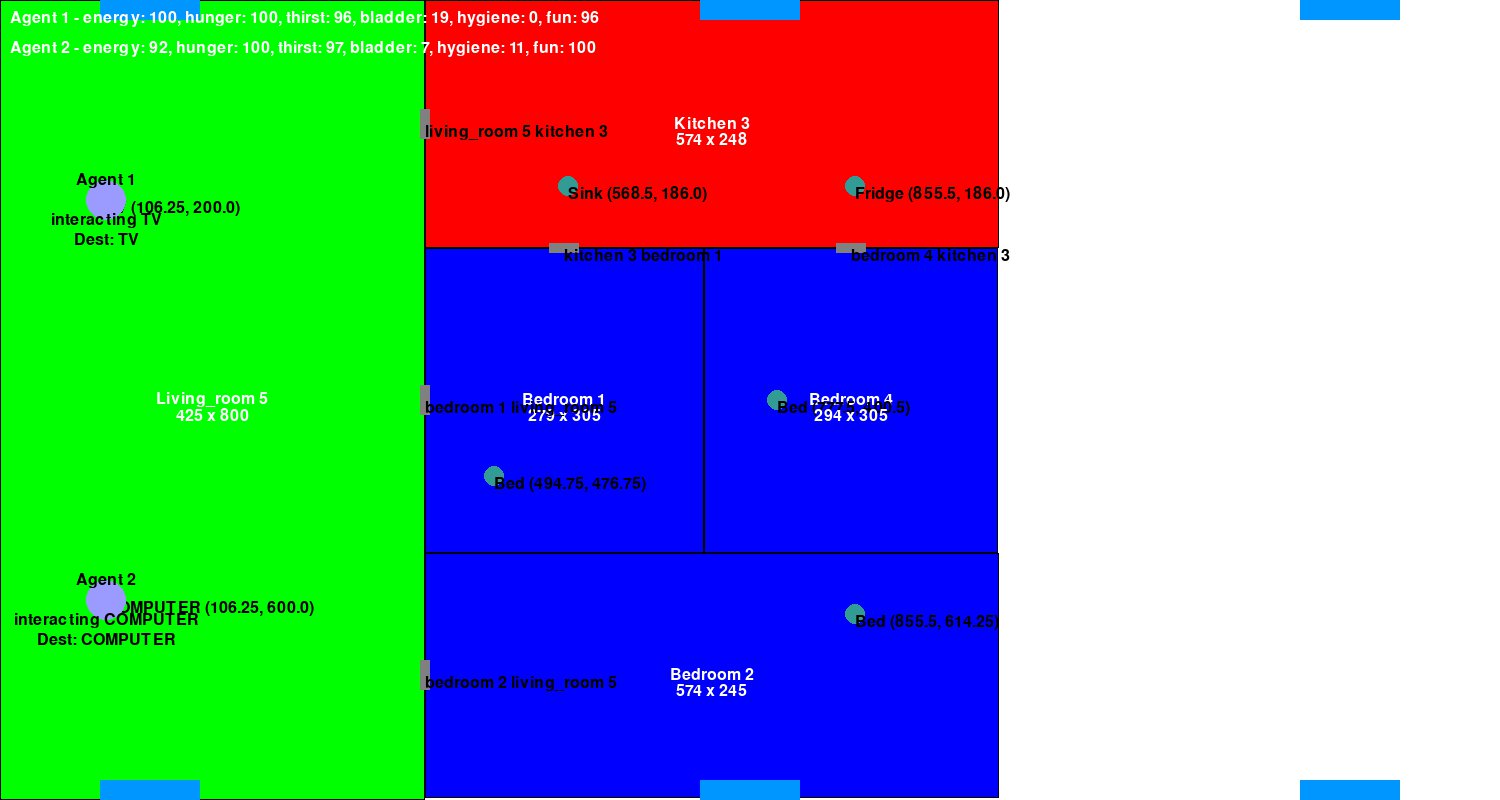 Agent 1 - energy: 100, hunger: 100, thirst: 96, bladder: 19, hygiene: 0, fun: 96
Agent 2 - energy: 92, hunger: 100, thirst: 97, bladder: 7, hygiene: 11, fun: 100
Kitchen 3
574 x 248
living_room 5 kitchen 3
Agent 1
Sink (568.5, 186.0)
Fridge (855.5, 186.0)
(106.25, 200.0)
interacting TV
Dest: TV
kitchen 3 bedroom 1
bedroom 4 kitchen 3
Living_room 5
425 x 800
Bedroom 1
279 x 305
bedroom 1 living_room 5
Bedroom 4
294 x 305
Bed
Bed (494.75, 476.75)
Agent 2
COMPUTER (106.25, 600.0)
interacting COMPUTER
Dest: COMPUTER
Bed (855.5, 614.25)
Bedroom 2
574 x 245
bedroom 2 living_room 5